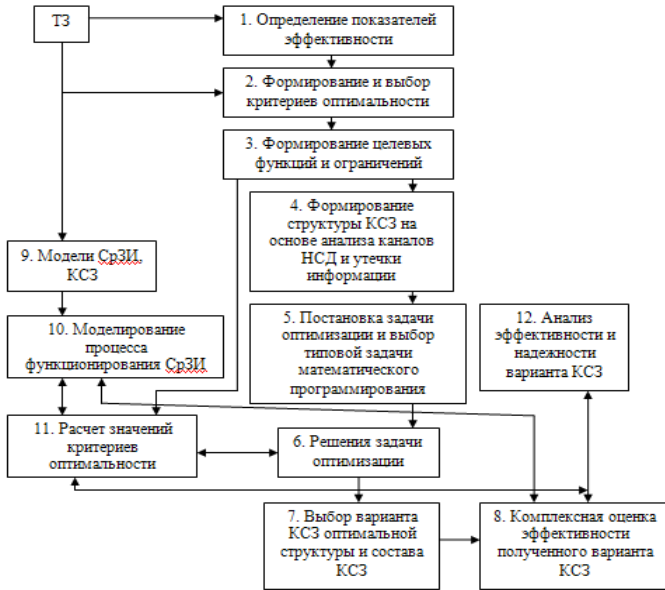 ТЗ
1. Определение показателей
эффективности
2. Формирование и выбор
критериев оптимальности
3. Формирование целевых
функций и ограничений
4. Формирование
структуры КСЗ на
основе анализа каналов
НСД и утечки
информации
9. Модели СрЗИ,
КСЗ
10. Моделирование
процесса
функционирования СрЗИ
5. Постановка задачи
оптимизации и выбор
типовой задачи
математического
программирования
12. Анализ
эффективности и
надежности
варианта КСЗ
11. Расчет значений
критериев
оптимальности
6. Решения задачи
оптимизации
7. Выбор варианта
КСЗ оптимальной
структуры и состава
КСЗ
8. Комплексная оценка
эффективности
полученного варианта
КСЗ